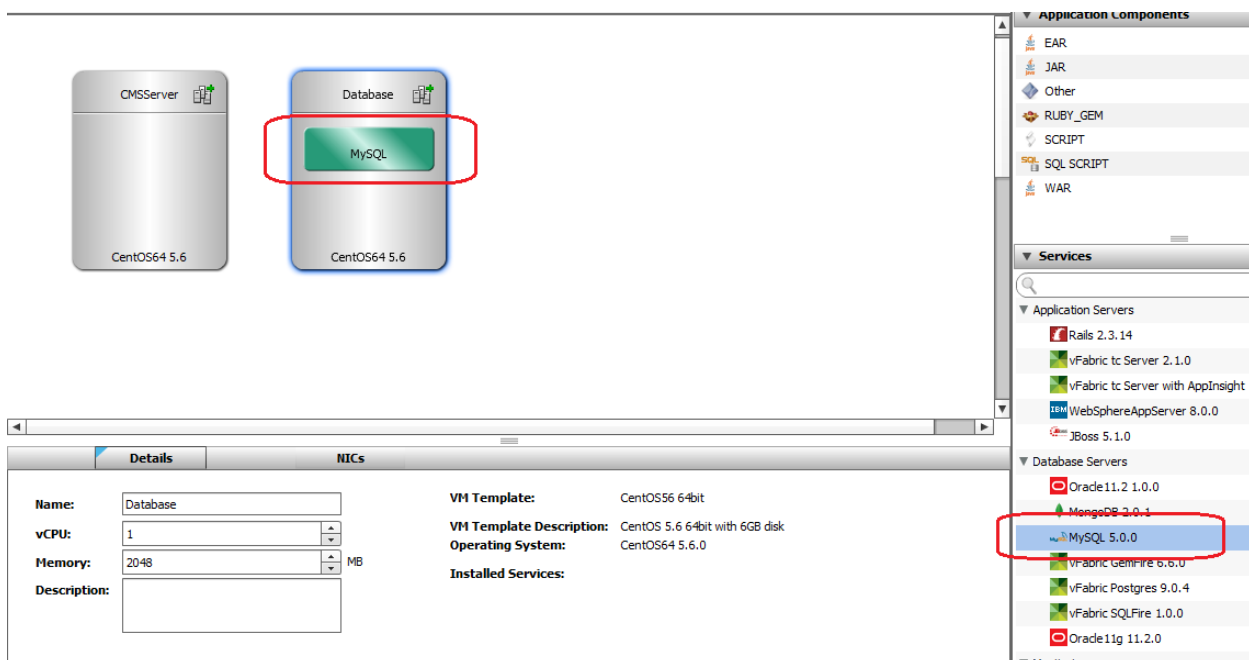 CMSServer
CentOS64 5.6
Database
MySQL
CentOS64 5.6
Details
NICs
Name:
Database
vCPU:
1
Memory:
2048
MB
Description:
VM Template:
CentOS56 64bit
VM Template Description:
CentOS 5.6 64bit with 6GB disk
Operating System:
CentOS64 5.6.0
Installed Services:
Application Components
EAR
JAR
Other
RUBY_GEM
SCRIPT
SQL SCRIPT
WAR
Services
Application Servers
Rails 2.3.14
vFabric tc Server 2.1.0
vFabric tc Server with AppInsight
IBM WebSphereAppServer 8.0.0
JBoss 5.1.0
Database Servers
Oracle11.2 1.0.0
MongoDB 2.0.1
MySQL 5.0.0
vFabric GemFire 6.6.0
vFabric Postgres 9.0.4
vFabric SQLFire 1.0.0
Oracle11g 11.2.0